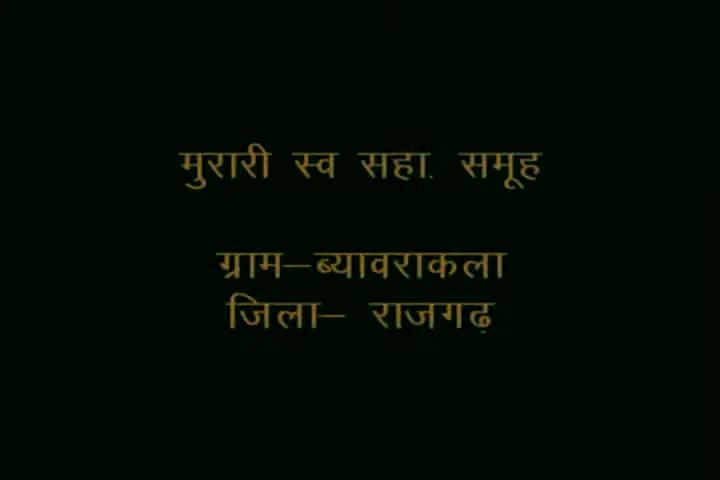 मुरारी स्व सहा. समूह
ग्राम–ब्यावराकला
जिला– राजगढ़